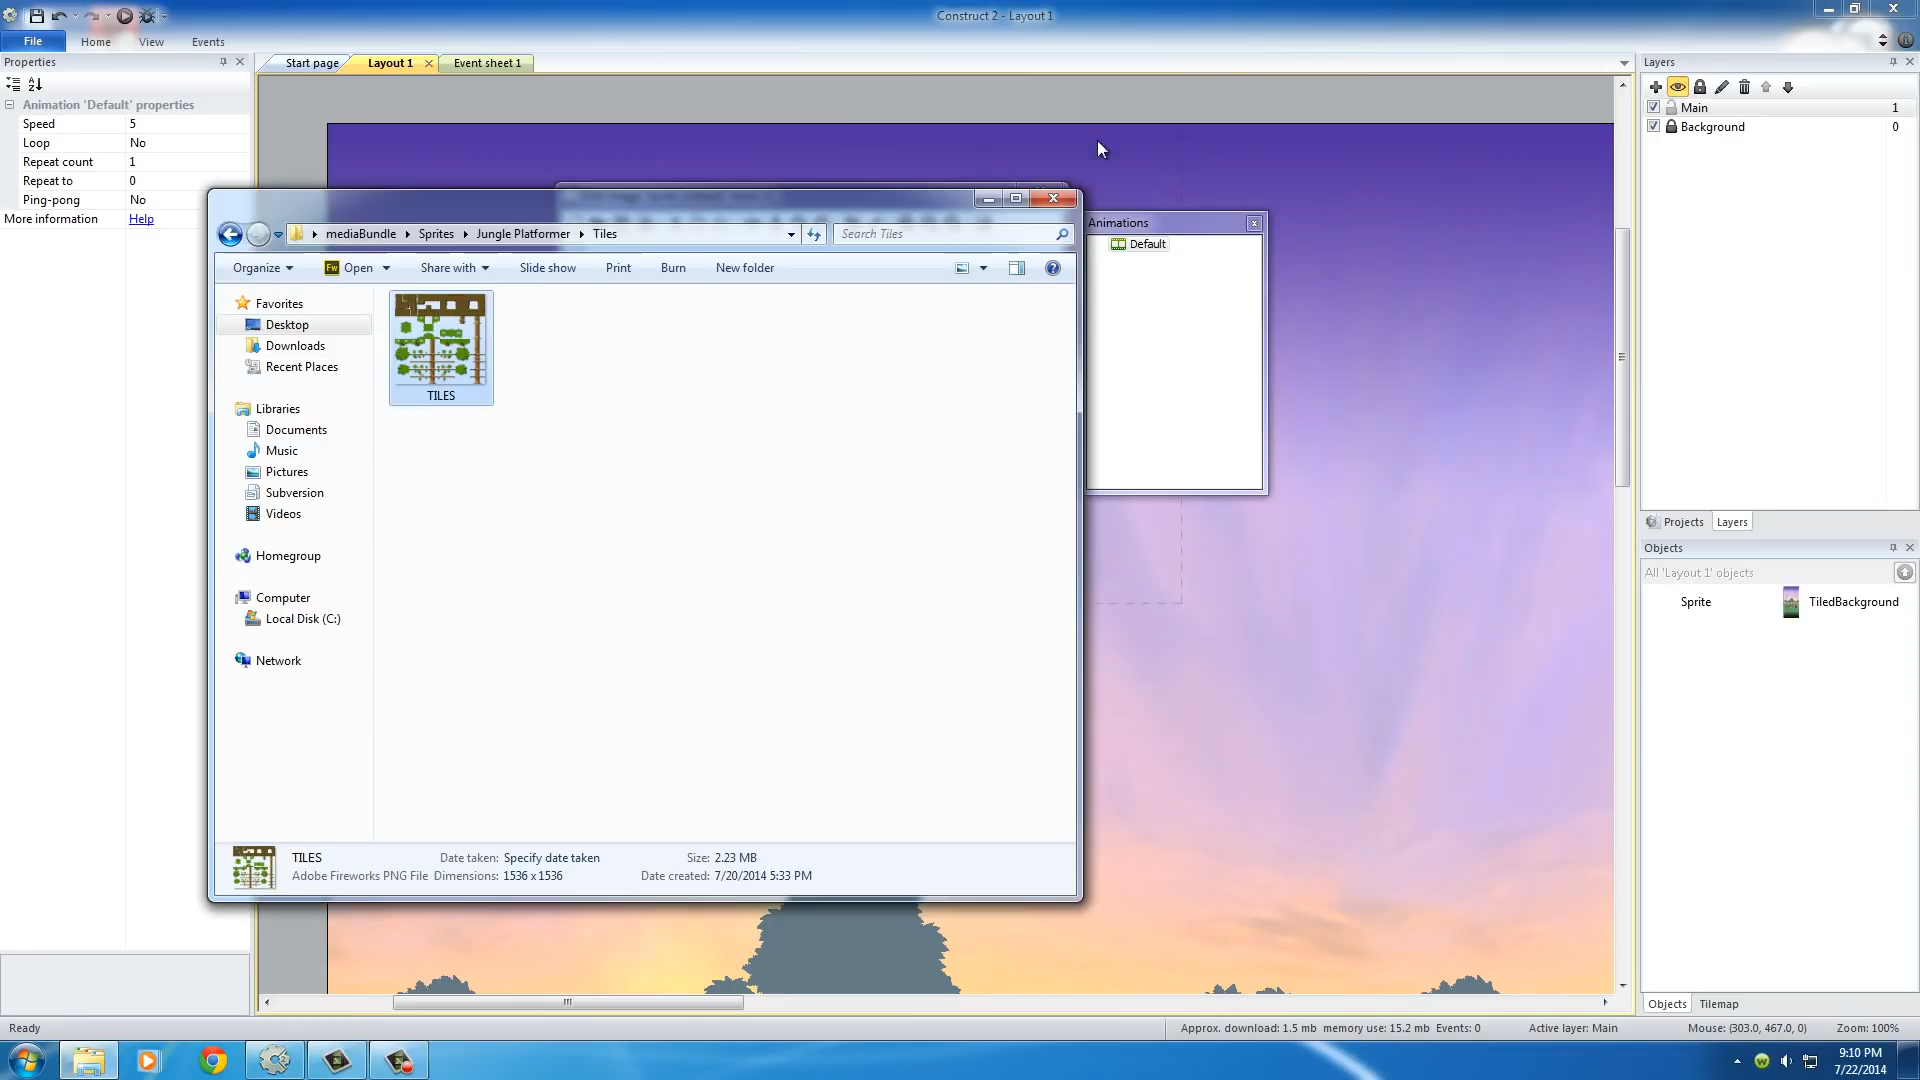 Construct 2 - Layout 1
File Home View Events
Properties
Animation 'Default' properties
Speed 5
Loop No
Repeat count 1
Repeat to 0
Ping-pong No
More information Help
Start page Layout 1 Event sheet 1
mediaBundle Sprites Jungle Platformer Tiles
Search Tiles
Organize Open Share with Slide show Print Burn New folder
Favorites
Desktop
Downloads
Recent Places
Libraries
Documents
Music
Pictures
Subversion
Videos
Homegroup
Computer
Local Disk (C:)
Network
TILES
TILES Date taken: Specify date taken Size: 2.23 MB
Adobe Fireworks PNG File Dimensions: 1536 x 1536 Date created: 7/20/2014 5:33 PM
Animations
Default
Layers
Main 1
Background 0
Projects Layers
Objects
All 'Layout 1' objects
Sprite TiledBackground
Objects Tilemap
Ready Approx. download: 1.5 mb memory use: 15.2 mb Events: 0 Active layer: Main Mouse: (303.0, 467.0, 0) Zoom: 100%
9:10 PM
7/22/2014